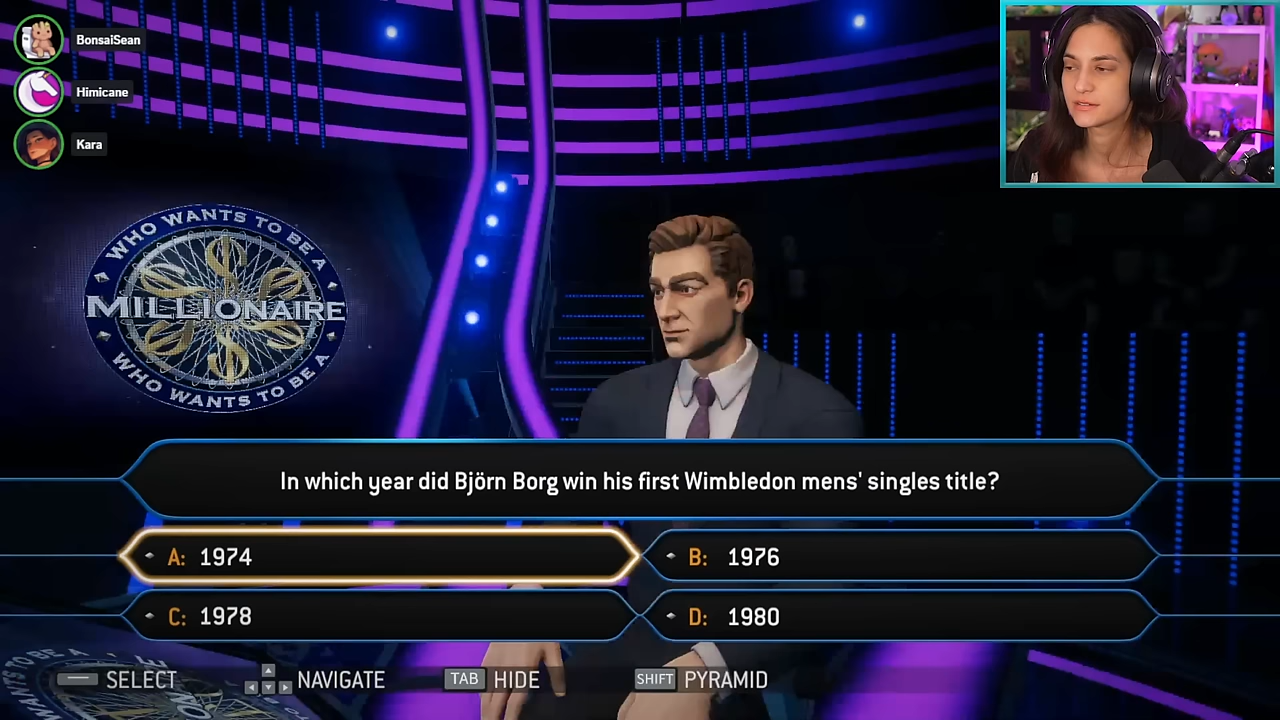 BonsaiSean
Himicane
Kara
WHO WANTS TO BE A
MILLIONAIRE
WHO WANTS TO BE A
In which year did Björn Borg win his first Wimbledon mens' singles title?
A: 1974
B: 1976
C: 1978
D: 1980
SELECT
NAVIGATE
TAB HIDE
SHIFT PYRAMID